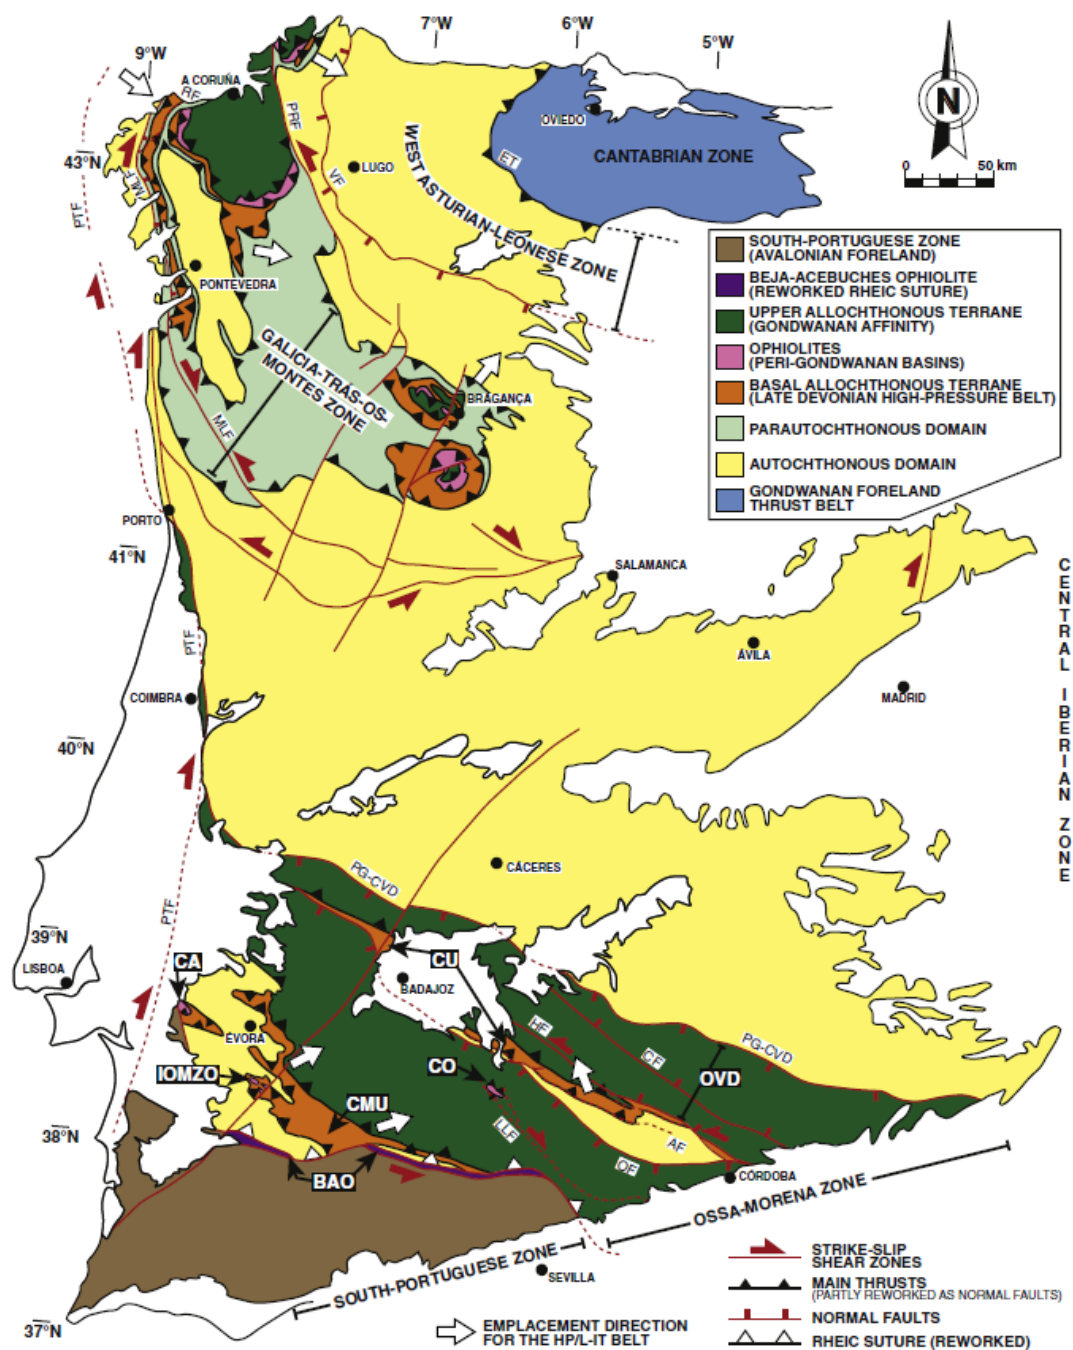 9°W
7°W
6°W
5°W
A CORUÑA
RF
PRF
OVIEDO
N
43°N
MLF
PTF
LUGO
VF
ET
CANTABRIAN ZONE
0 50 km
WEST ASTURIAN-LEONESE ZONE
PONTEVEDRA
SOUTH-PORTUGUESE ZONE
(AVALONIAN FORELAND)
BEJA-ACEBUCHES OPHIOLITE
(REWORKED RHEIC SUTURE)
UPPER ALLOCHTHONOUS TERRANE
(GONDWANAN AFFINITY)
OPHIOLITES
(PERI-GONDWANAN BASINS)
BASAL ALLOCHTHONOUS TERRANE
(LATE DEVONIAN HIGH-PRESSURE BELT)
PARAUTOCHTHONOUS DOMAIN
AUTOCHTHONOUS DOMAIN
GONDWANAN FORELAND
THRUST BELT
GALICIA-TRÁS-OS-
MONTES ZONE
BRAGANÇA
MLF
PORTO
41°N
SALAMANCA
PTF
ÁVILA
COIMBRA
MADRID
40°N
CENTRAL IBERIAN ZONE
CÁCERES
PG-CVD
PTF
39°N
LISBOA
CA
CU
BADAJOZ
ÉVORA
HF
CF
PG-CVD
IOMZO
CO
OVD
CMU
LLF
AF
38°N
OF
BAO
CÓRDOBA
OSSA-MORENA ZONE
SOUTH-PORTUGUESE ZONE
SEVILLA
37°N
EMPLACEMENT DIRECTION
FOR THE HP/L-IT BELT
STRIKE-SLIP
SHEAR ZONES
MAIN THRUSTS
(PARTLY REWORKED AS NORMAL FAULTS)
NORMAL FAULTS
RHEIC SUTURE (REWORKED)